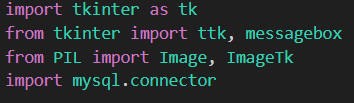 import tkinter as tk
from tkinter import ttk, messagebox
from PIL import Image, ImageTk
import mysql.connector